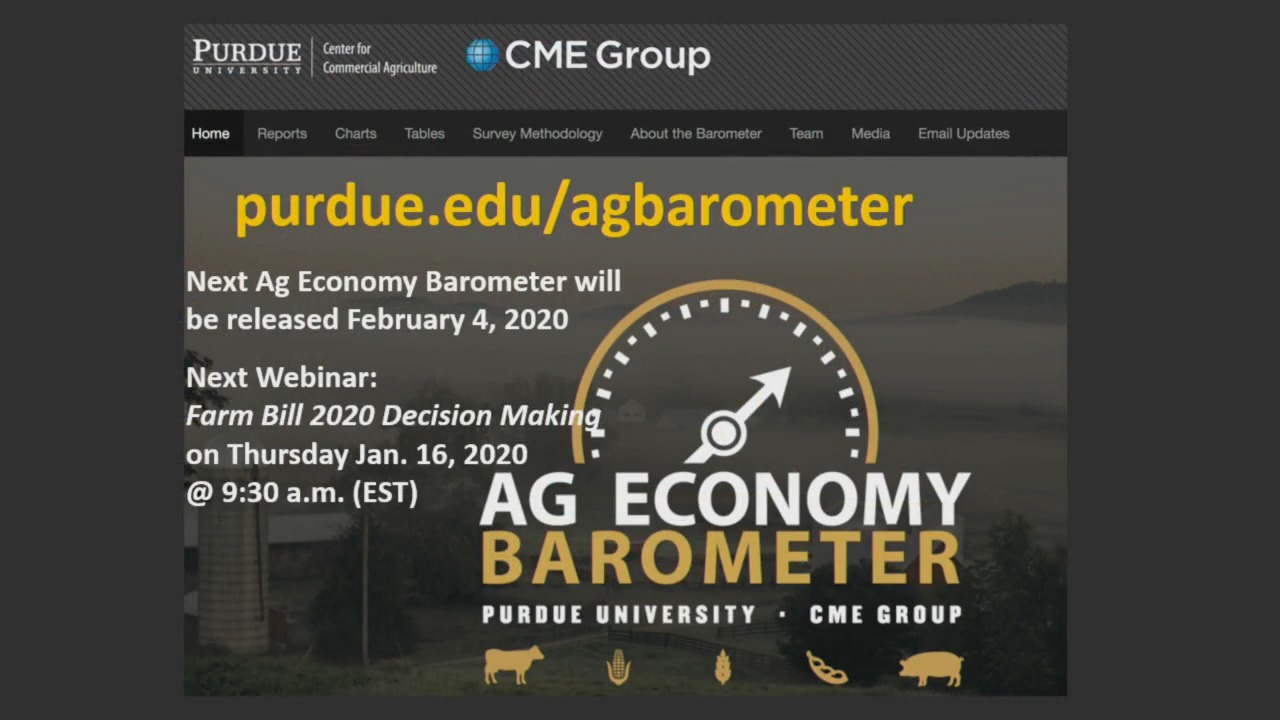 PURDUE
UNIVERSITY
Center for
Commercial Agriculture
CME Group
Home Reports Charts Tables Survey Methodology About the Barometer Team Media Email Updates
purdue.edu/agbarometer
Next Ag Economy Barometer will
be released February 4, 2020
Next Webinar:
Farm Bill 2020 Decision Making
on Thursday Jan. 16, 2020
@ 9:30 a.m. (EST)
AG ECONOMY
BAROMETER
PURDUE UNIVERSITY · CME GROUP